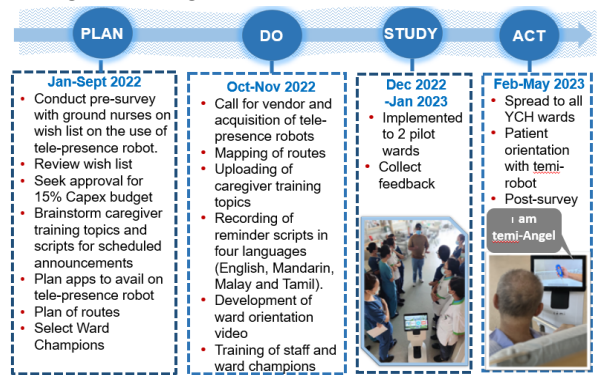 PLAN
DO
STUDY
ACT
Jan-Sept 2022
• Conduct pre-survey
with ground nurses on
wish list on the use of
tele-presence robot.
• Review wish list
• Seek approval for
15% Capex budget
• Brainstorm caregiver
training topics and
scripts for scheduled
announcements
• Plan apps to avail on
tele-presence robot
• Plan of routes
• Select Ward
Champions
Oct-Nov 2022
• Call for vendor and
acquisition of tele-
presence robots
• Mapping of routes
• Uploading of
caregiver training
topics
• Recording of
reminder scripts in
four languages
(English, Mandarin,
Malay and Tamil).
• Development of
ward orientation
video
• Training of staff and
ward champions
Dec 2022
-Jan 2023
• Implemented
to 2 pilot
wards
• Collect
feedback
Feb-May 2023
• Spread to all
YCH wards
• Patient
orientation
with temi-
robot
• Post-survey
I am
temi-Angel